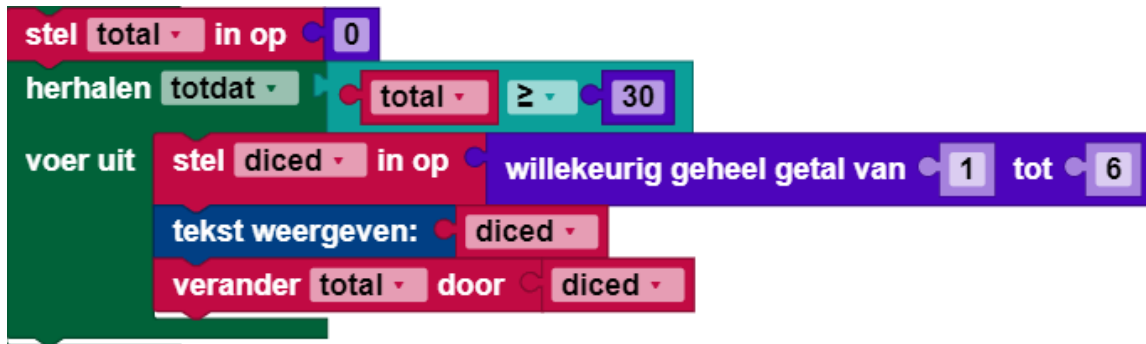 stel total in op 0
herhalen totdat total ≥ 30
voer uit stel diced in op willekeurig geheel getal van 1 tot 6
tekst weergeven: diced
verander total door diced